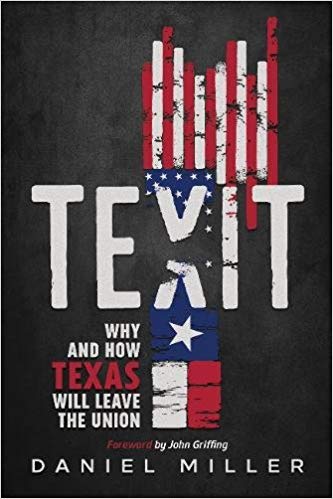 TEXIT
WHY
AND HOW
TEXAS
WILL LEAVE
THE UNION
Foreword by John Griffing
DANIEL MILLER